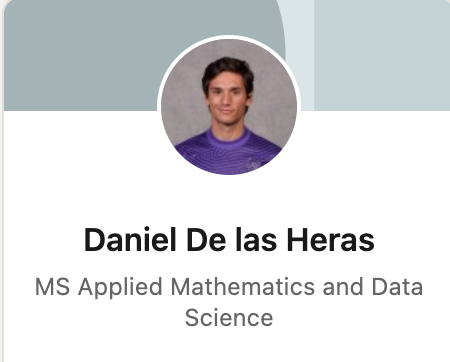 Daniel De las Heras
MS Applied Mathematics and Data
Science